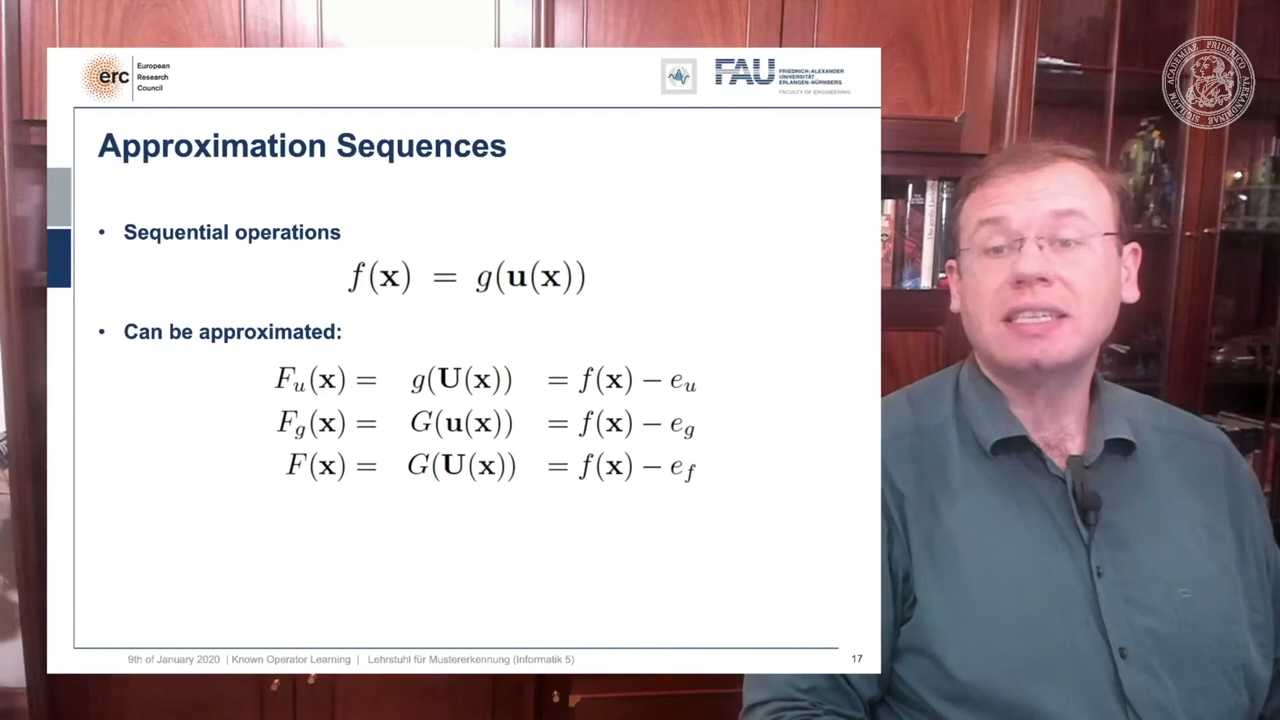 erc
European
Research
Council
FAU
FRIEDRICH-ALEXANDER
UNIVERSITÄT
ERLANGEN-NÜRNBERG
FACULTY OF ENGINEERING
Approximation Sequences
• Sequential operations
f(x) = g(u(x))
• Can be approximated:
F_u(x) = g(U(x)) = f(x) − e_u
F_g(x) = G(u(x)) = f(x) − e_g
F(x) = G(U(x)) = f(x) − e_f
9th of January 2020 | Known Operator Learning | Lehrstuhl für Mustererkennung (Informatik 5)
17